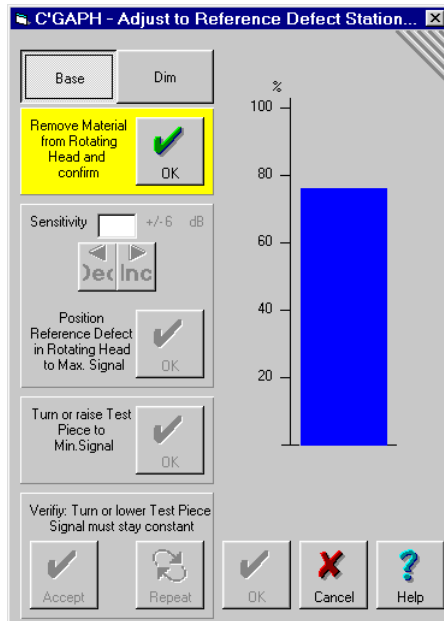 C'GAPH - Adjust to Reference Defect Station...
Base
Dim
Remove Material
from Rotating
Head and
confirm
OK
Sensitivity
+/-6 dB
Dec
Inc
Position
Reference Defect
in Rotating Head
to Max. Signal
OK
Turn or raise Test
Piece to
Min.Signal
OK
Verifiy: Turn or lower Test Piece
Signal must stay constant
Accept
Repeat
OK
Cancel
Help
%
100
80
60
40
20